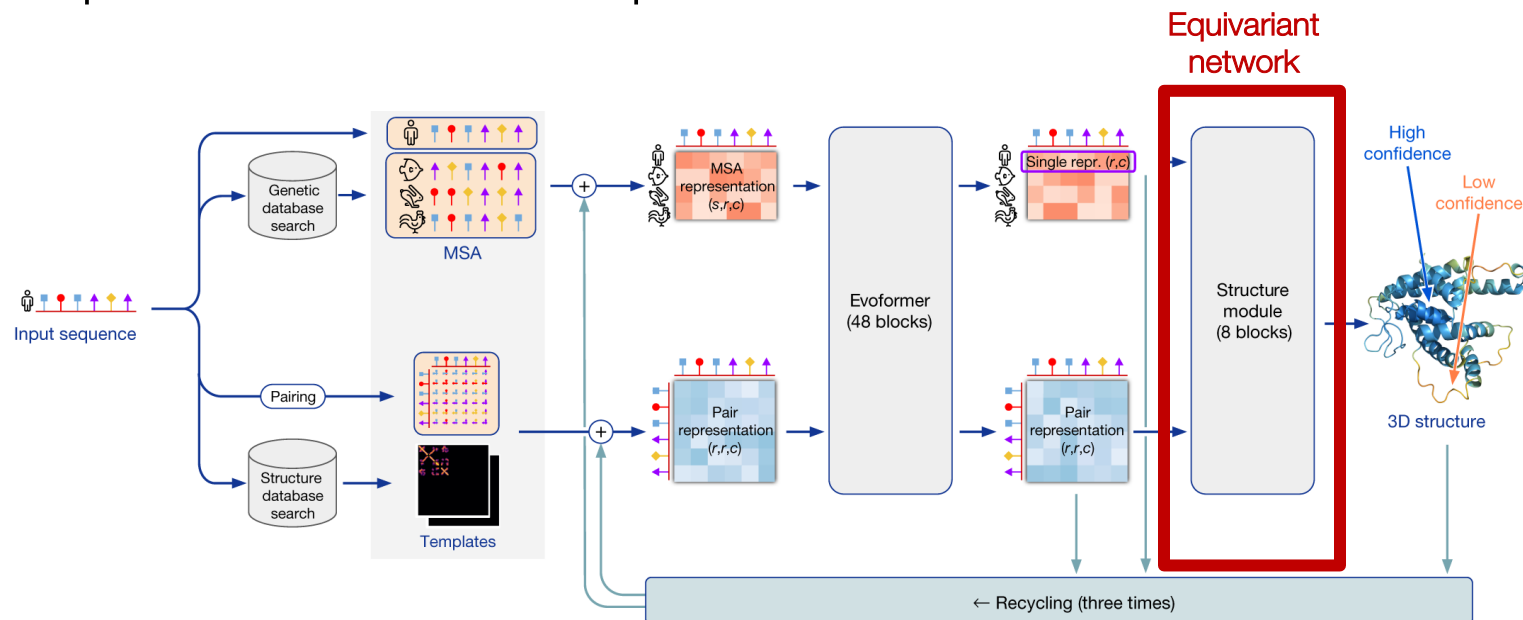 Equivariant
network
High
confidence
Low
confidence
Genetic
database
search
MSA
MSA
representation
(s,r,c)
Single repr. (r,c)
Input sequence
Evoformer
(48 blocks)
Structure
module
(8 blocks)
Pairing
Pair
representation
(r,r,c)
Pair
representation
(r,r,c)
3D structure
Structure
database
search
Templates
← Recycling (three times)